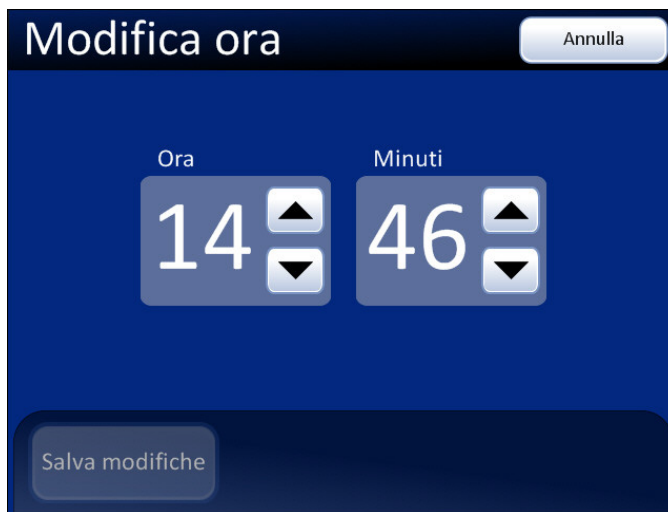 Modifica ora
Annulla
Ora
Minuti
14
46
Salva modifiche